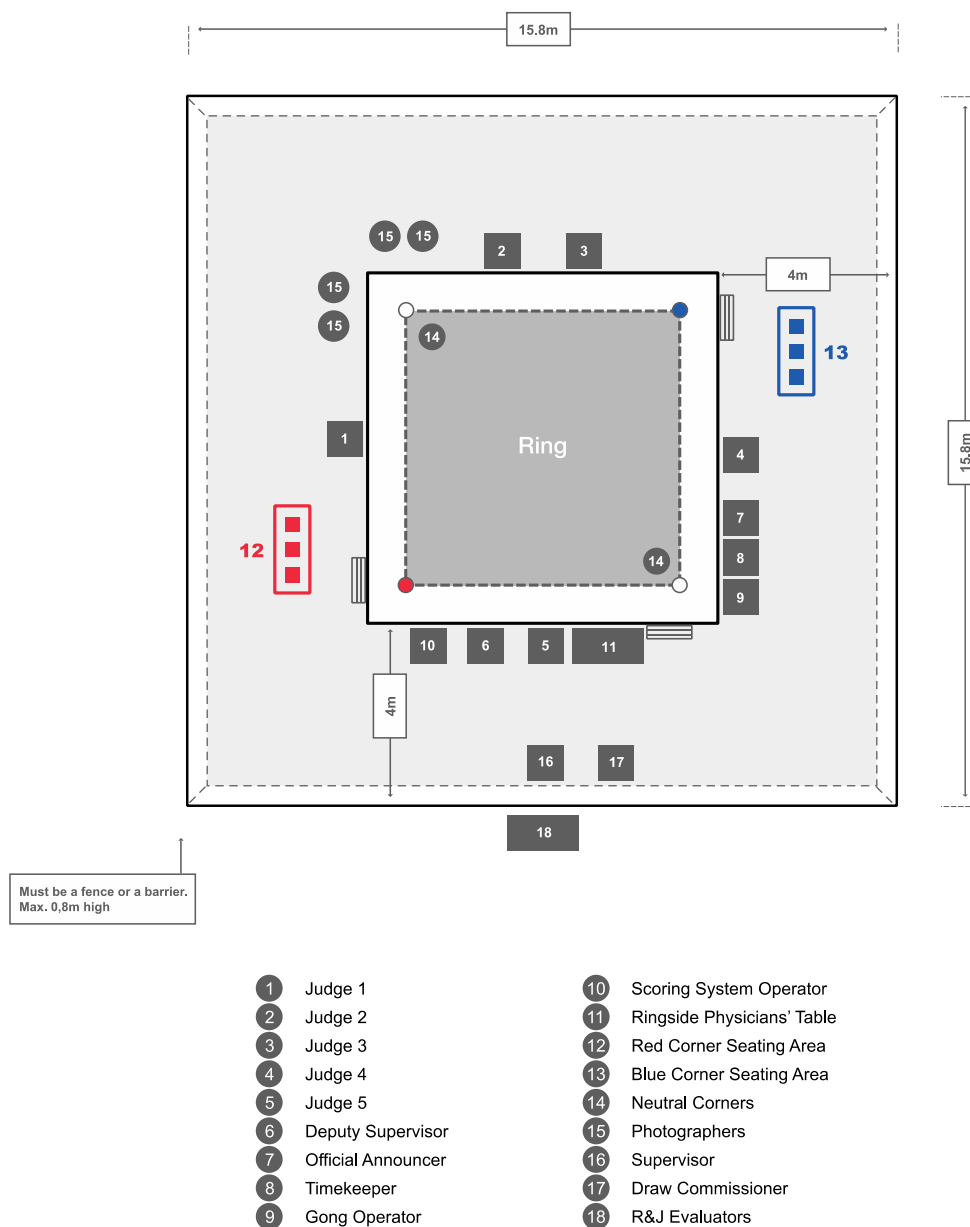 15.8m
15 15 2 3
15
4m
14
15
13
1
Ring
4
15.8m
7
12
14
8
9
10 6 5 11
4m
16 17
18
Must be a fence or a barrier.
Max. 0,8m high
1 Judge 1
2 Judge 2
3 Judge 3
4 Judge 4
5 Judge 5
6 Deputy Supervisor
7 Official Announcer
8 Timekeeper
9 Gong Operator
10 Scoring System Operator
11 Ringside Physicians’ Table
12 Red Corner Seating Area
13 Blue Corner Seating Area
14 Neutral Corners
15 Photographers
16 Supervisor
17 Draw Commissioner
18 R&J Evaluators